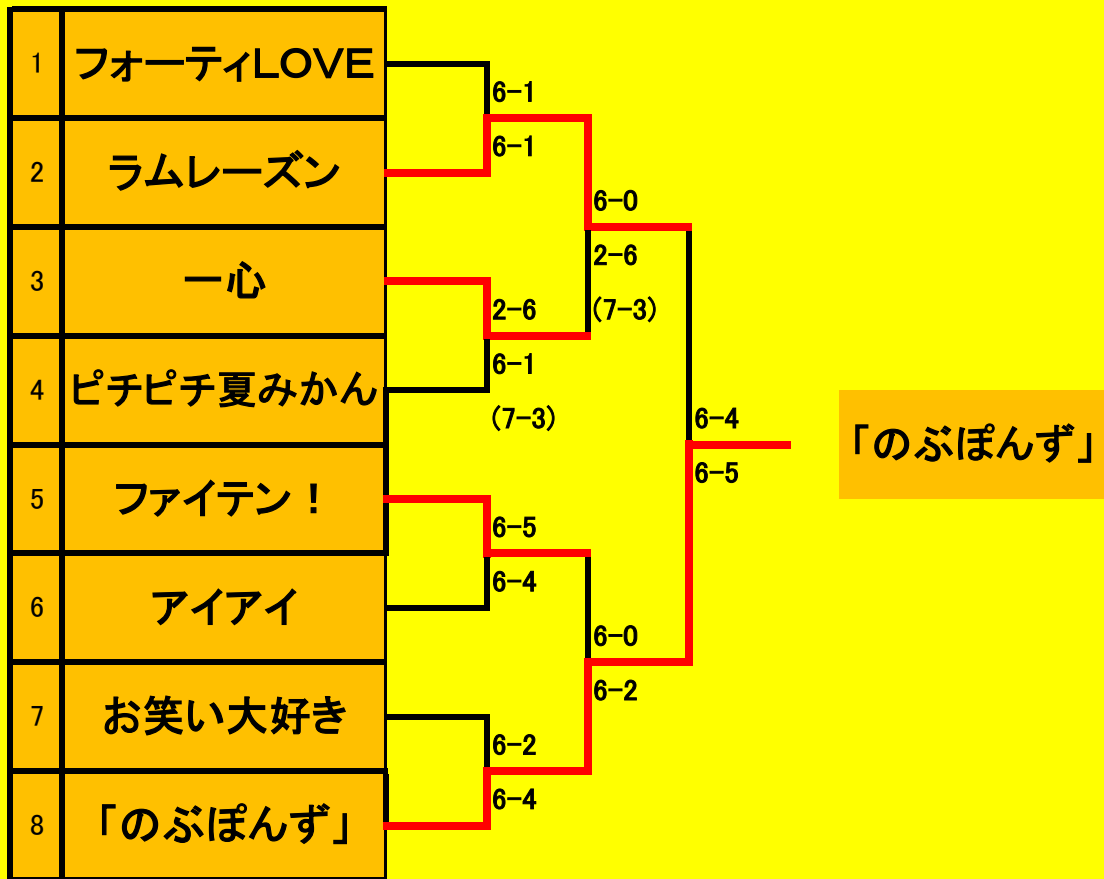 1 フォーティLOVE
2 ラムレーズン
3 一心
4 ピチピチ夏みかん
5 ファイテン！
6 アイアイ
7 お笑い大好き
8 「のぶぽんず」
6-1
6-1
2-6
6-1
(7-3)
6-5
6-4
6-2
6-4
6-0
2-6
(7-3)
6-0
6-2
6-4
6-5
「のぶぽんず」